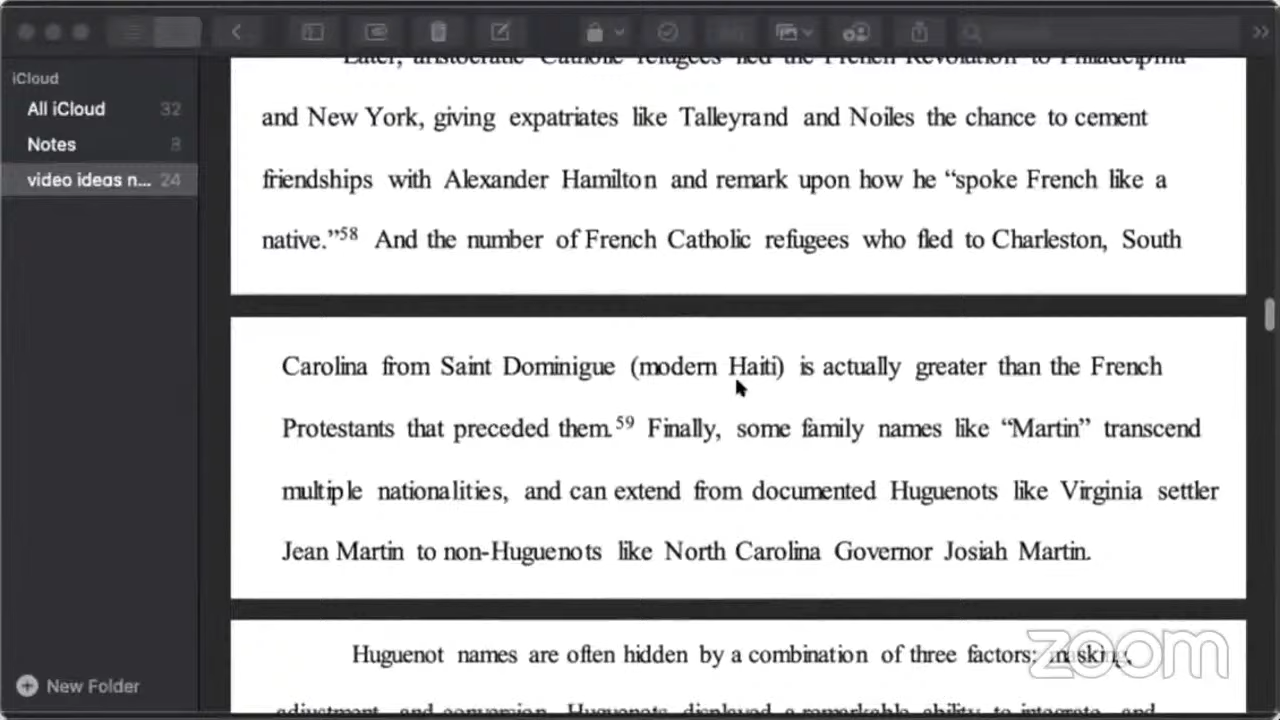 iCloud
All iCloud 32
Notes 8
video ideas n... 24
New Folder
Later, aristocratic Catholic refugees fled the French Revolution to Philadelphia
and New York, giving expatriates like Talleyrand and Noiles the chance to cement
friendships with Alexander Hamilton and remark upon how he “spoke French like a
native.”58 And the number of French Catholic refugees who fled to Charleston, South
Carolina from Saint Dominigue (modern Haiti) is actually greater than the French
Protestants that preceded them.59 Finally, some family names like “Martin” transcend
multiple nationalities, and can extend from documented Huguenots like Virginia settler
Jean Martin to non-Huguenots like North Carolina Governor Josiah Martin.
Huguenot names are often hidden by a combination of three factors; masking,
adjustment, and conversion. Huguenots displayed a remarkable ability to integrate, and
zoom